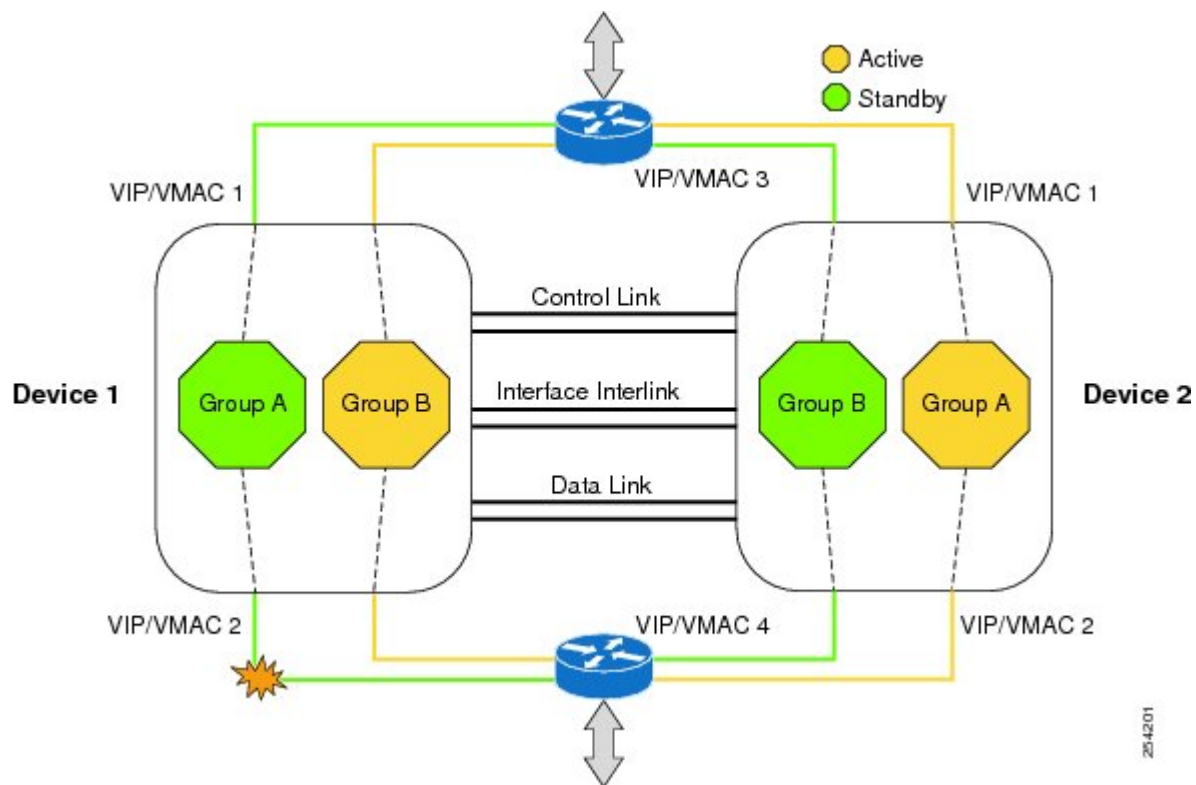 Active
Standby
VIP/VMAC 1
VIP/VMAC 3
VIP/VMAC 1
Control Link
Device 1
Group A
Group B
Interface Interlink
Group B
Group A
Device 2
Data Link
VIP/VMAC 2
VIP/VMAC 4
VIP/VMAC 2
254201